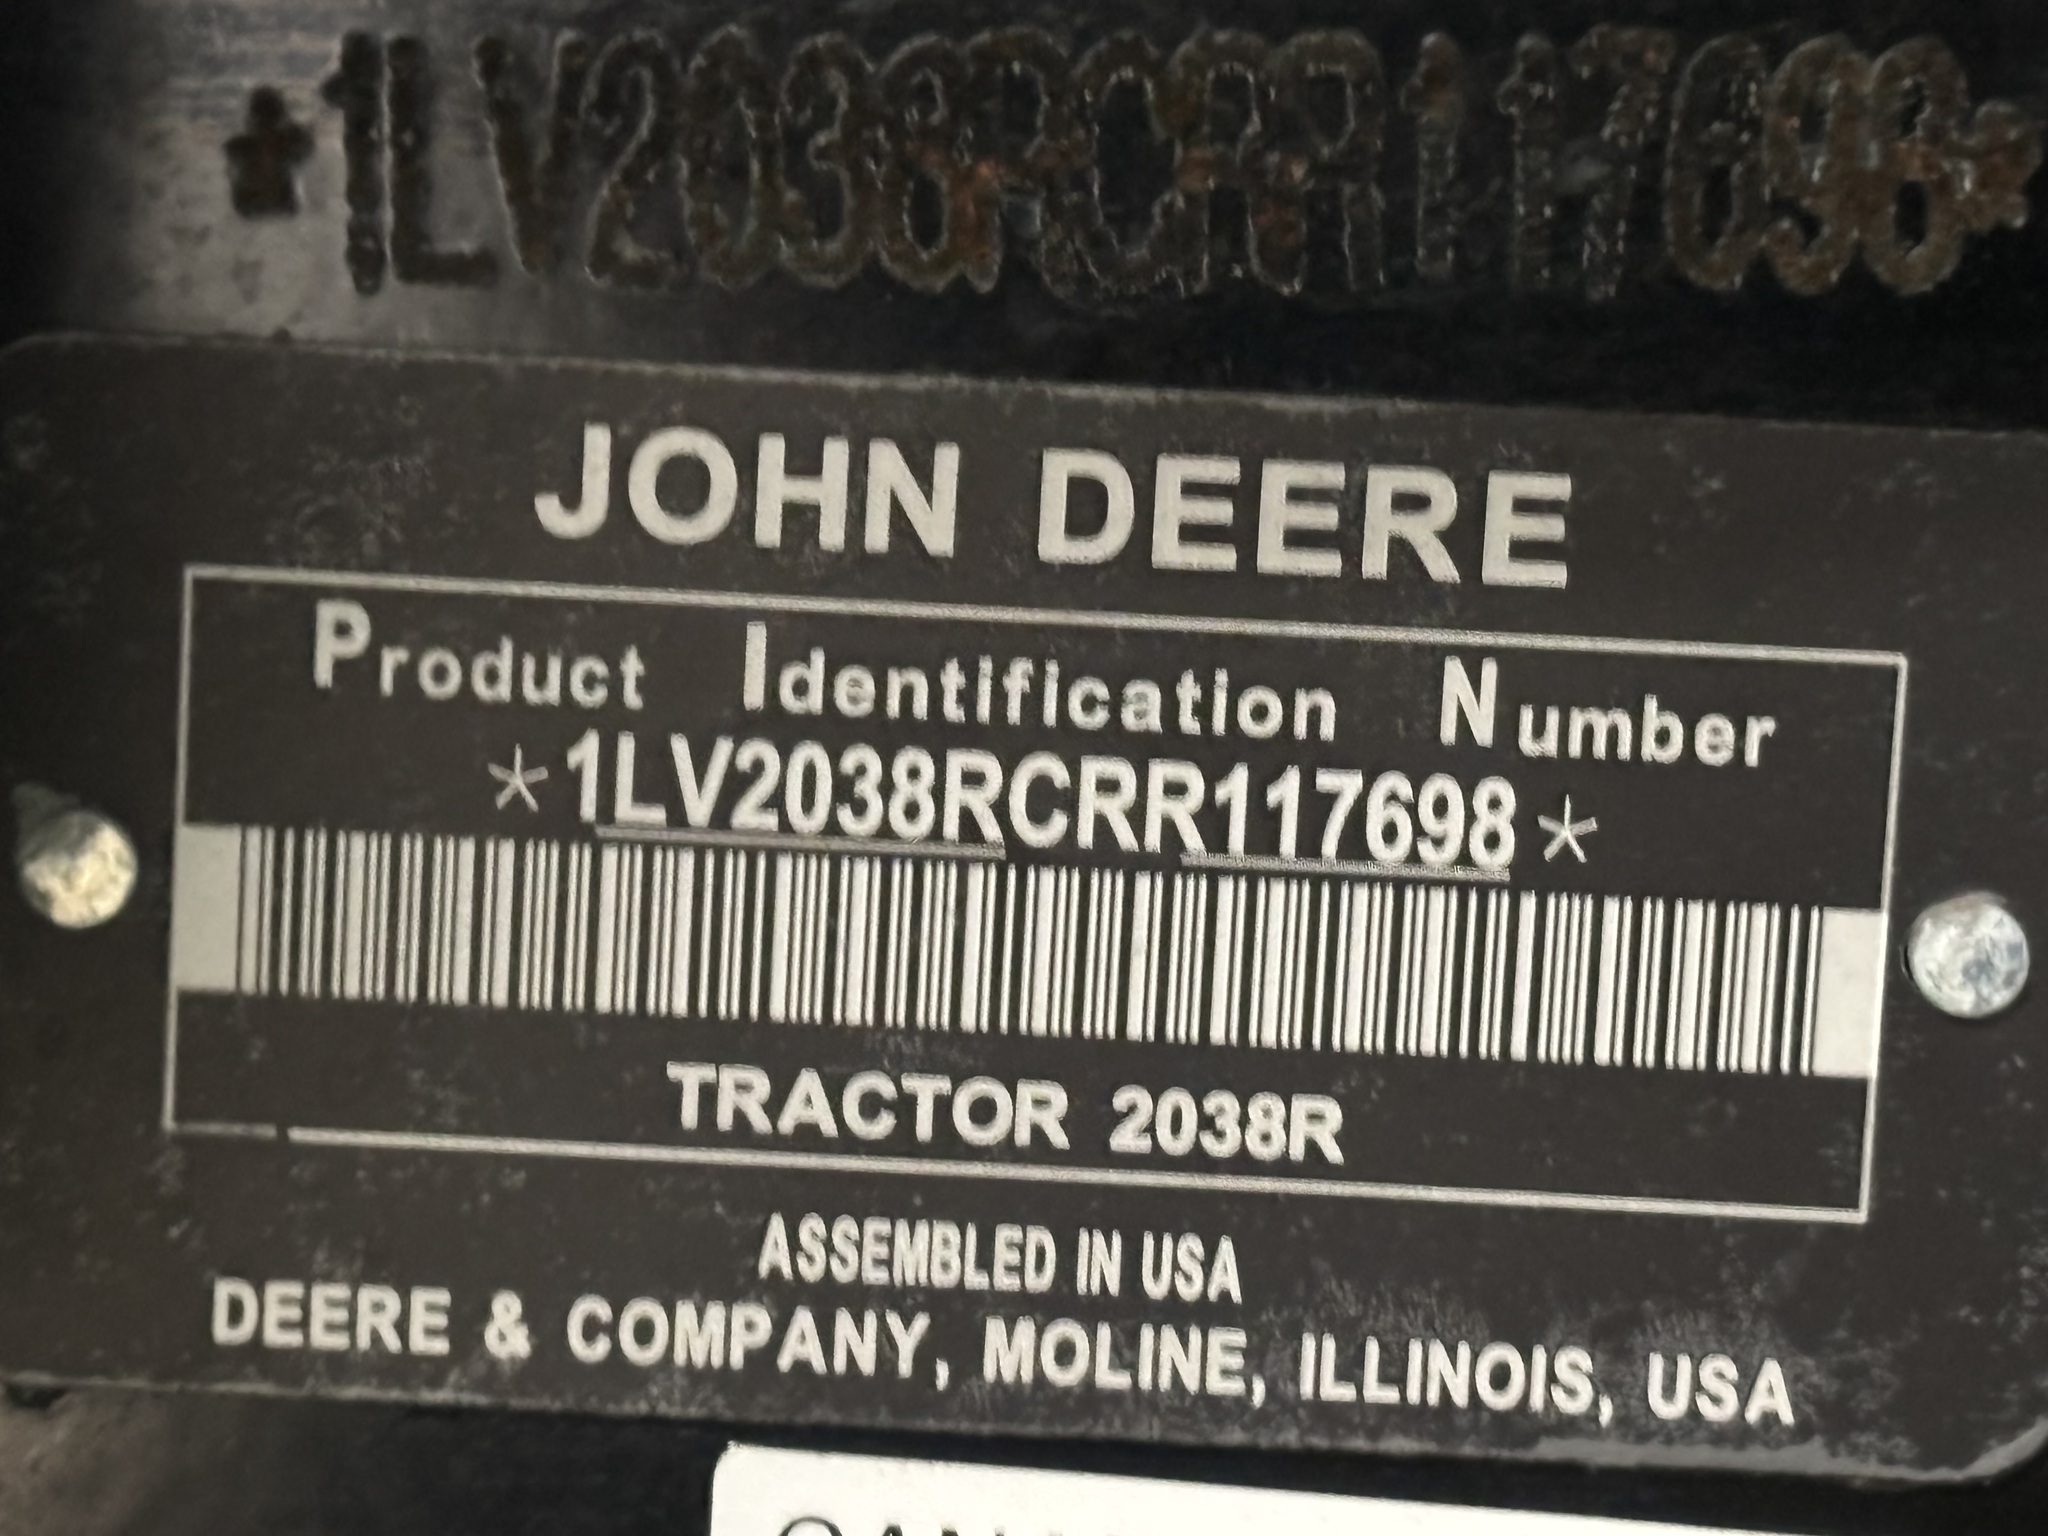 *1LV2038RCRR117698*
JOHN DEERE
Product Identification Number
*1LV2038RCRR117698*
TRACTOR 2038R
ASSEMBLED IN USA
DEERE & COMPANY, MOLINE, ILLINOIS, USA